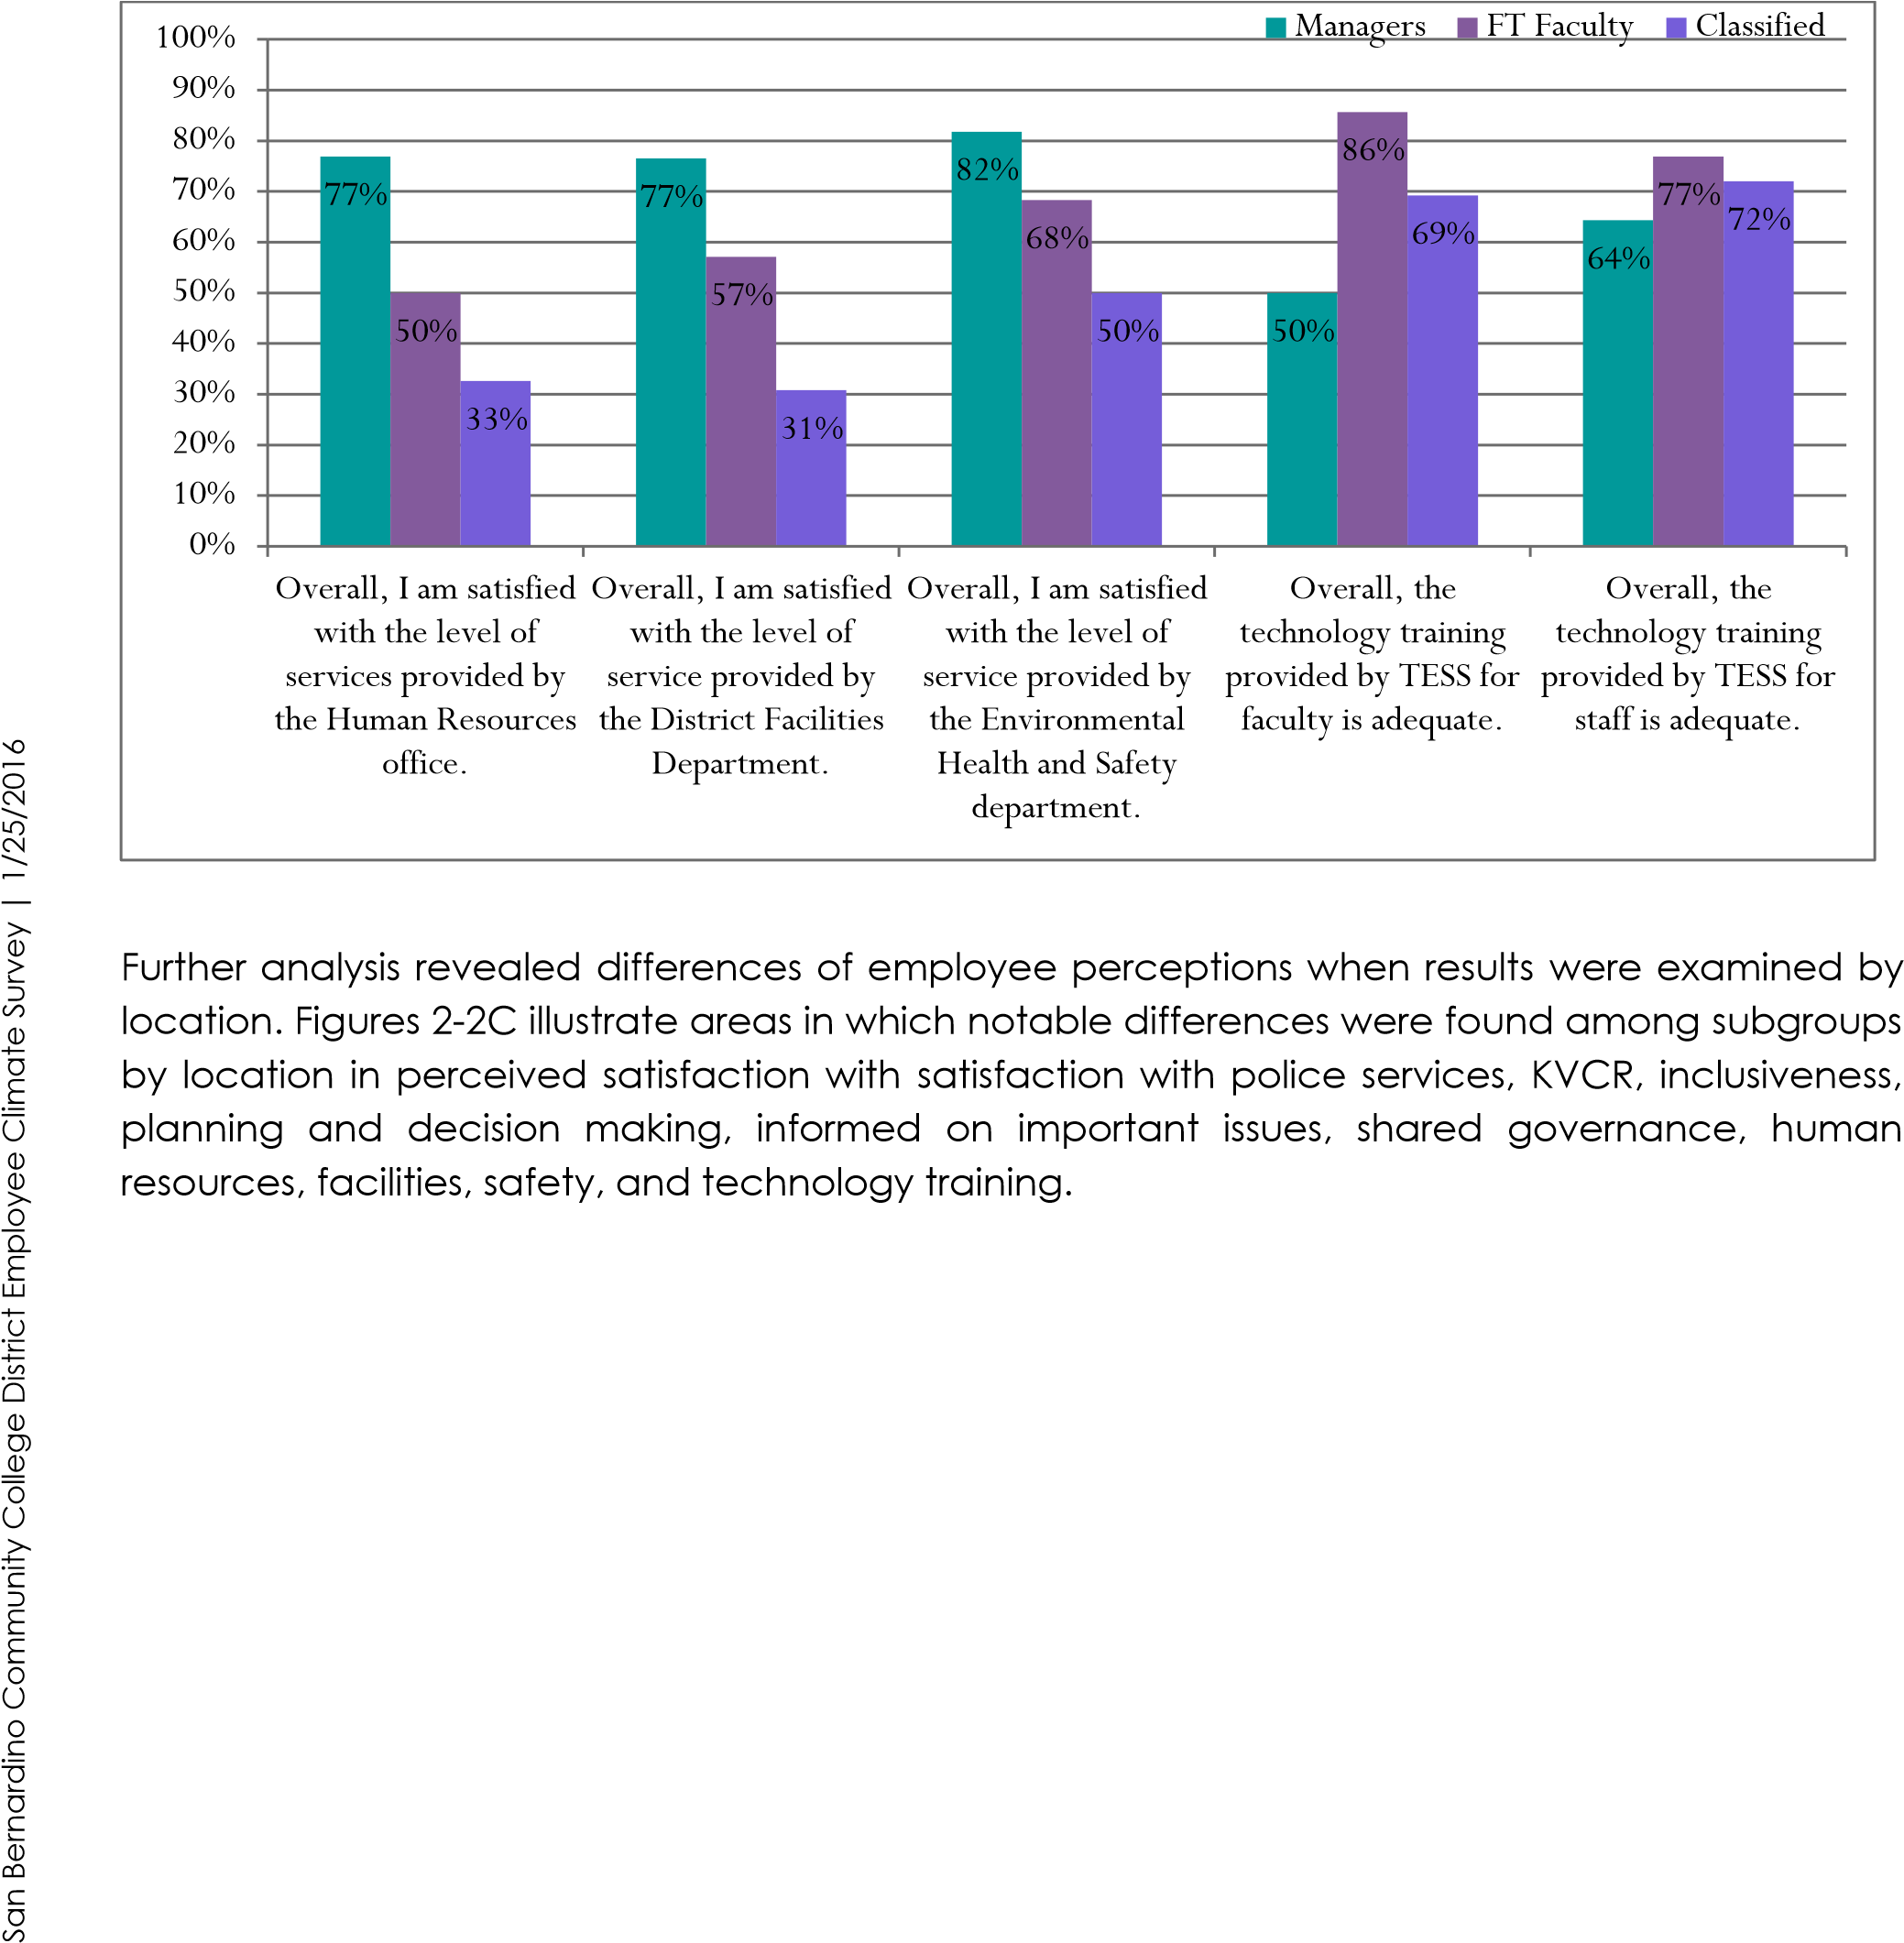 Managers FT Faculty Classified
100%
90%
80%
70%
60%
50%
40%
30%
20%
10%
0%
77%
50%
33%
77%
57%
31%
82%
68%
50%
50%
86%
69%
64%
77%
72%
Overall, I am satisfied
with the level of
services provided by
the Human Resources
office.
Overall, I am satisfied
with the level of
service provided by
the District Facilities
Department.
Overall, I am satisfied
with the level of
service provided by
the Environmental
Health and Safety
department.
Overall, the
technology training
provided by TESS for
faculty is adequate.
Overall, the
technology training
provided by TESS for
staff is adequate.
Further analysis revealed differences of employee perceptions when results were examined by
location. Figures 2-2C illustrate areas in which notable differences were found among subgroups
by location in perceived satisfaction with satisfaction with police services, KVCR, inclusiveness,
planning and decision making, informed on important issues, shared governance, human
resources, facilities, safety, and technology training.
San Bernardino Community College District Employee Climate Survey | 1/25/2016